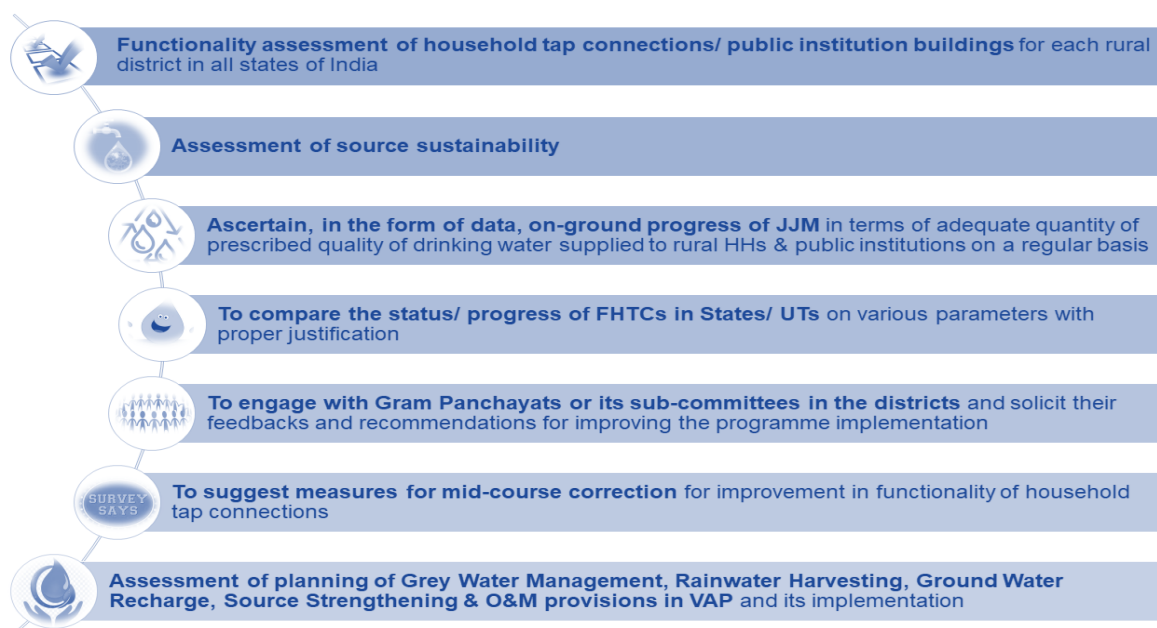 Functionality assessment of household tap connections/ public institution buildings for each rural
district in all states of India
Assessment of source sustainability
Ascertain, in the form of data, on-ground progress of JJM in terms of adequate quantity of
prescribed quality of drinking water supplied to rural HHs & public institutions on a regular basis
To compare the status/ progress of FHTCs in States/ UTs on various parameters with
proper justification
To engage with Gram Panchayats or its sub-committees in the districts and solicit their
feedbacks and recommendations for improving the programme implementation
SURVEY
SAYS
To suggest measures for mid-course correction for improvement in functionality of household
tap connections
Assessment of planning of Grey Water Management, Rainwater Harvesting, Ground Water
Recharge, Source Strengthening & O&M provisions in VAP and its implementation